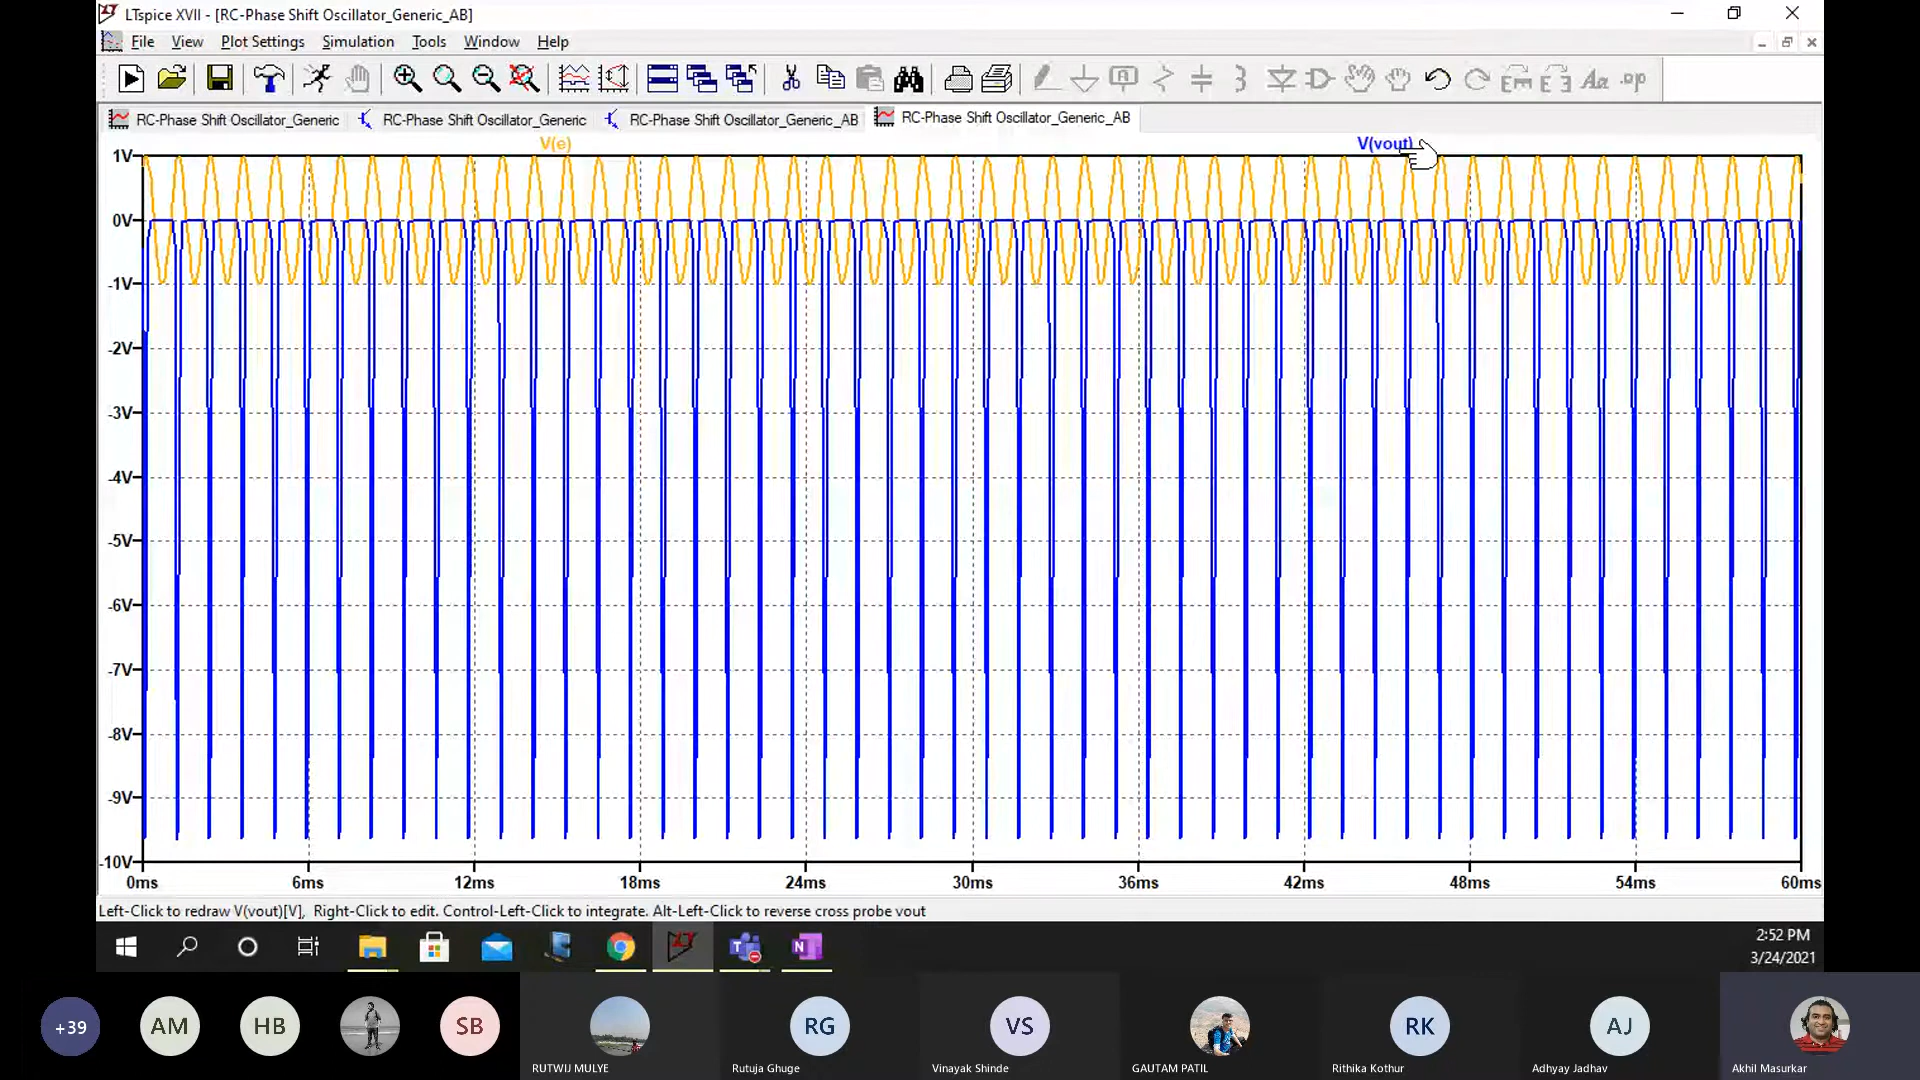 LTspice XVII - [RC-Phase Shift Oscillator_Generic_AB]
File View Plot Settings Simulation Tools Window Help
Aa .op
RC-Phase Shift Oscillator_Generic RC-Phase Shift Oscillator_Generic RC-Phase Shift Oscillator_Generic_AB RC-Phase Shift Oscillator_Generic_AB
V(e) V(vout)
1V
0V
-1V
-2V
-3V
-4V
-5V
-6V
-7V
-8V
-9V
-10V
0ms 6ms 12ms 18ms 24ms 30ms 36ms 42ms 48ms 54ms 60ms
Left-Click to redraw V(vout)[V], Right-Click to edit. Control-Left-Click to integrate. Alt-Left-Click to reverse cross probe vout
2:52 PM
3/24/2021
+39 AM HB SB RG VS RK AJ
RUTWIJ MULYE Rutuja Ghuge Vinayak Shinde GAUTAM PATIL Rithika Kothur Adhyay Jadhav Akhil Masurkar